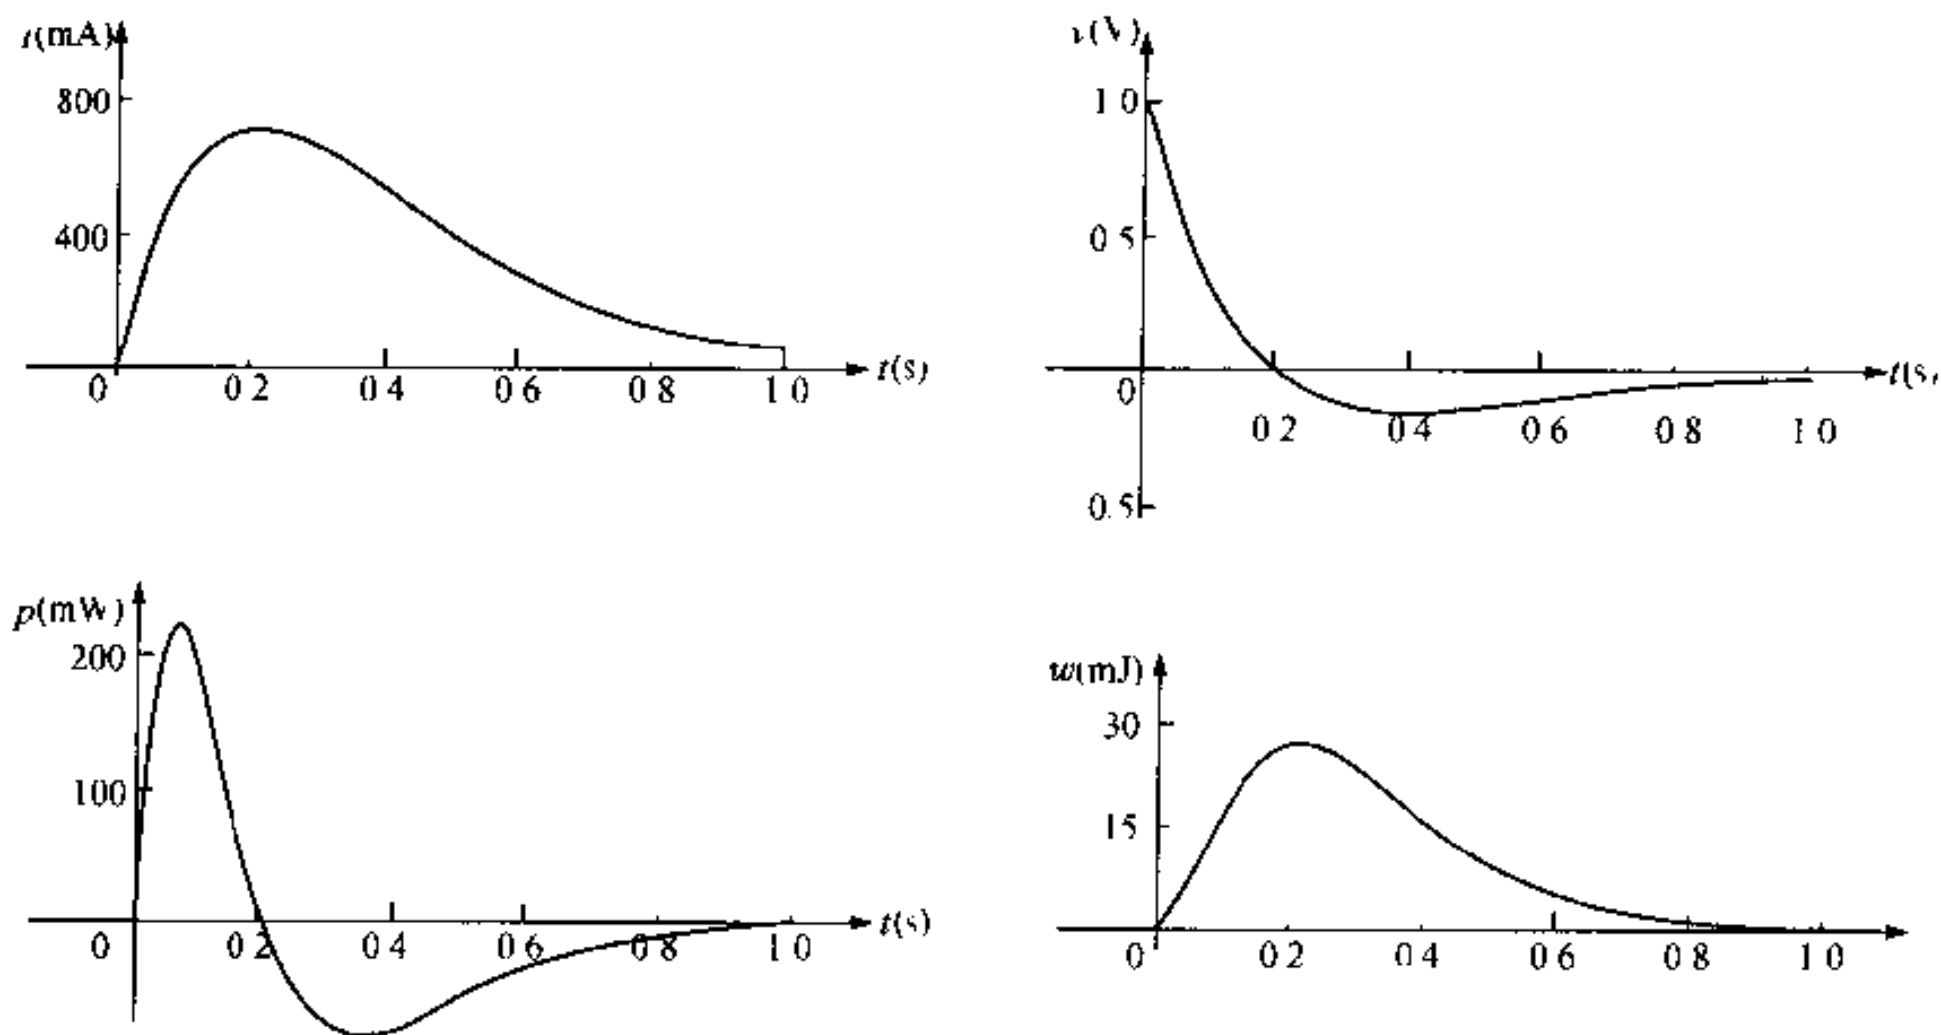 i(mA)
800
400
0 0 2 0 4 0 6 0 8 1 0 t(s)
v(V)
1 0
0 5
0 t(s)
0 2 0 4 0 6 0 8 1 0
0.5
p(mW)
200
100
0 0 2 0 4 0 6 0 8 1 0 t(s)
w(mJ)
30
15
0 0 2 0 4 0 6 0 8 1 0